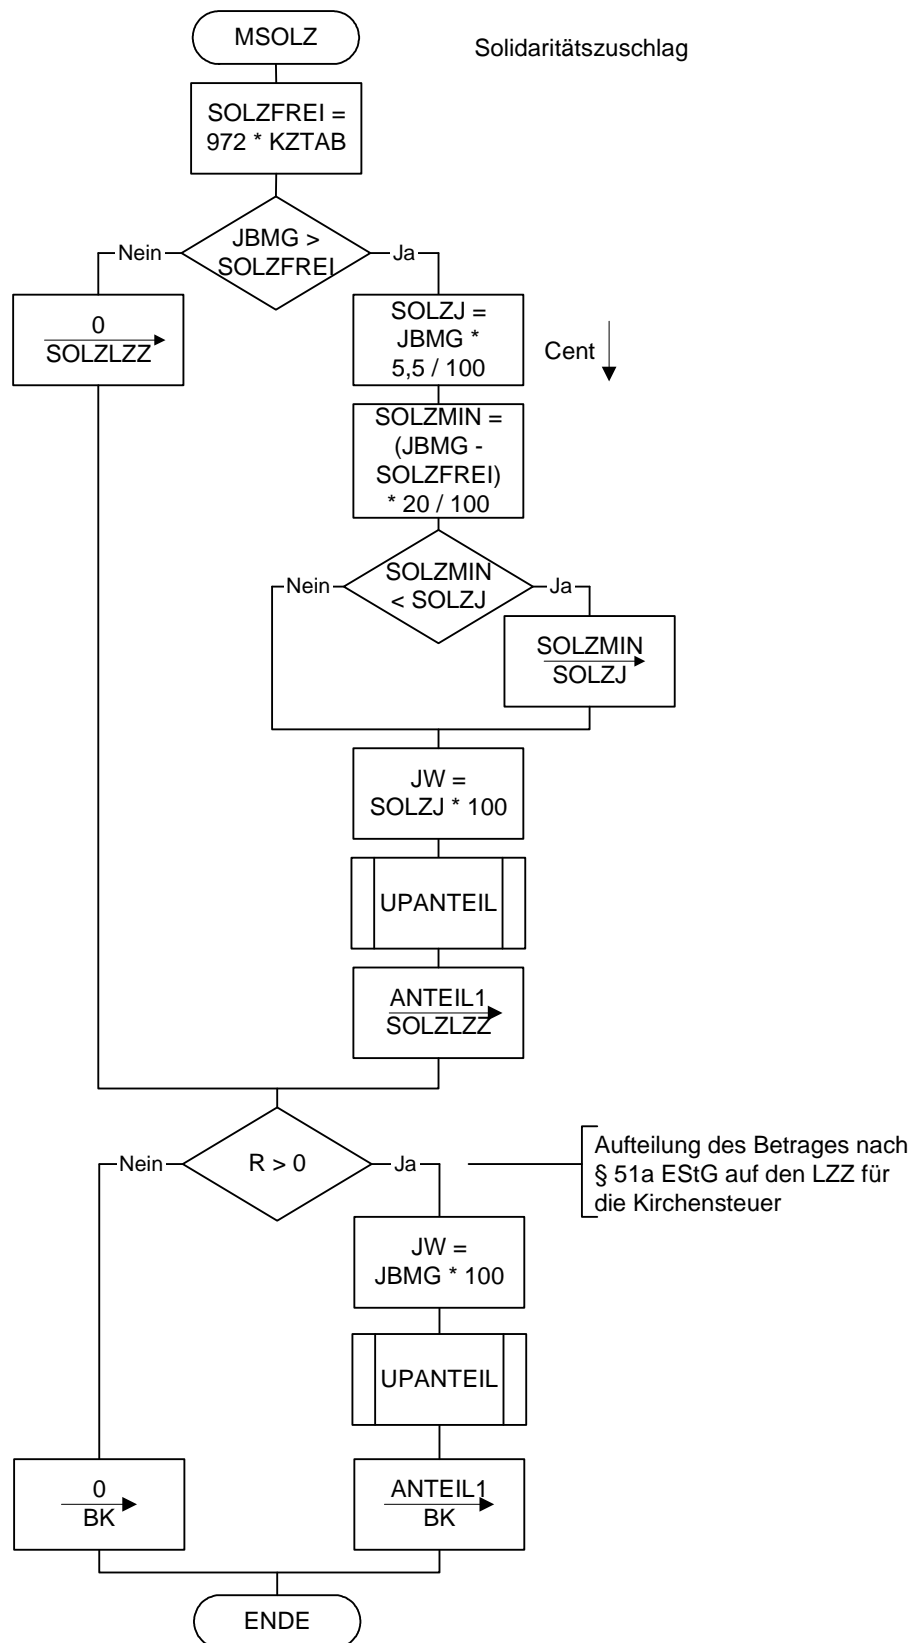 MSOLZ
Solidaritätszuschlag
SOLZFREI =
972 * KZTAB
JBMG >
SOLZFREI
Nein
Ja
0
SOLZLZZ
SOLZJ =
JBMG *
5,5 / 100
Cent
SOLZMIN =
(JBMG -
SOLZFREI)
* 20 / 100
SOLZMIN
< SOLZJ
Nein
Ja
SOLZMIN
SOLZJ
JW =
SOLZJ * 100
UPANTEIL
ANTEIL1
SOLZLZZ
R > 0
Nein
Ja
Aufteilung des Betrages nach
§ 51a EStG auf den LZZ für
die Kirchensteuer
JW =
JBMG * 100
UPANTEIL
0
BK
ANTEIL1
BK
ENDE